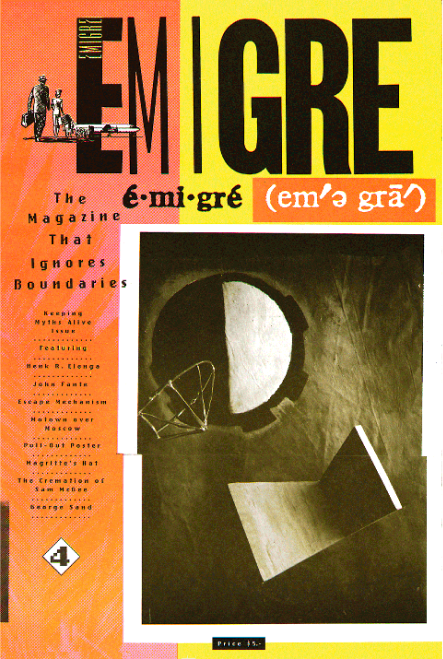 EMIGRE
EMIGRE
é·mi·gré (em′ə grā′)
The
Magazine
That
Ignores
Boundaries
Keeping
Myths Alive
Issue
Featuring
Henk R. Elenga
John Fante
Escape Mechanism
Motown over
Moscow
Pull-Out Poster
Magritte's Hat
The Cremation of
Sam McGee
George Sand
4
Price $5.-